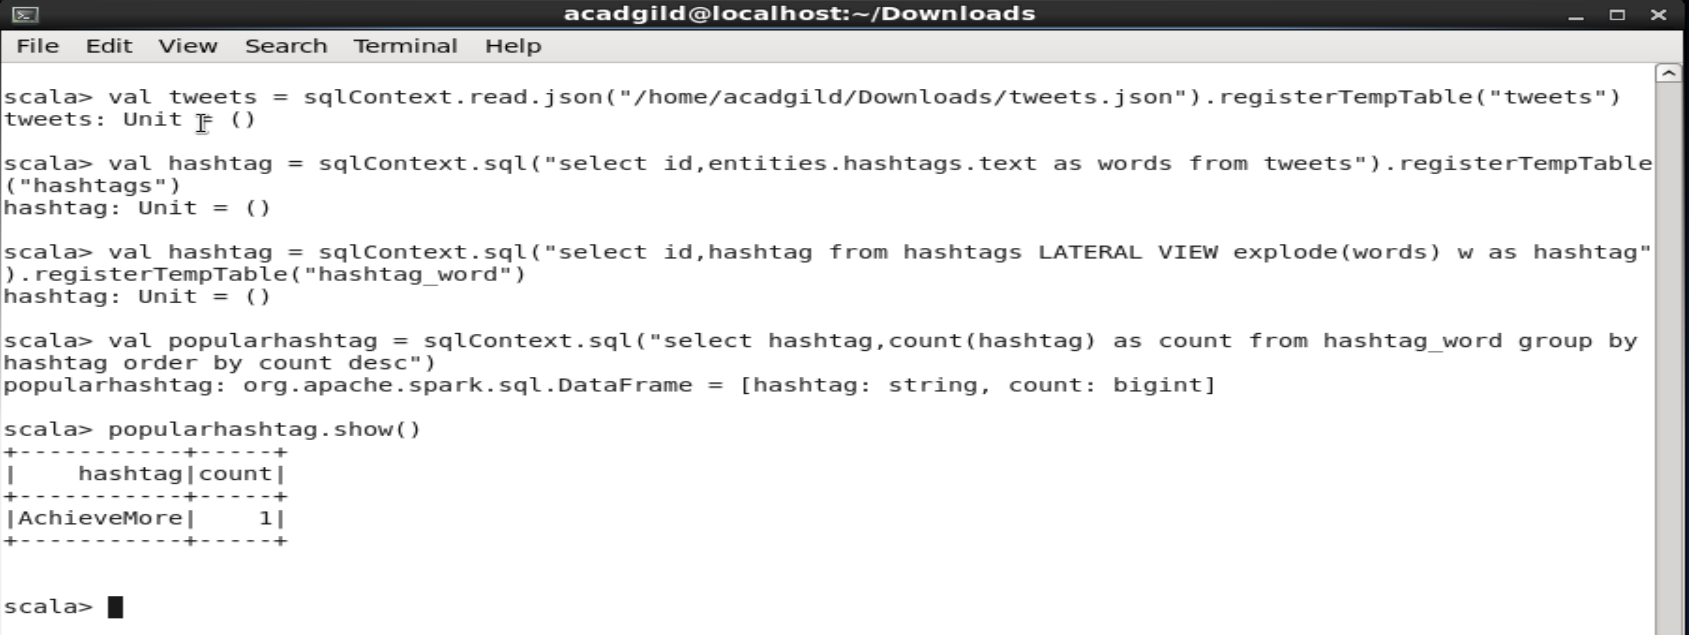 acadgild@localhost:~/Downloads
File Edit View Search Terminal Help
scala> val tweets = sqlContext.read.json("/home/acadgild/Downloads/tweets.json").registerTempTable("tweets")
tweets: Unit = ()
scala> val hashtag = sqlContext.sql("select id,entities.hashtags.text as words from tweets").registerTempTable
("hashtags")
hashtag: Unit = ()
scala> val hashtag = sqlContext.sql("select id,hashtag from hashtags LATERAL VIEW explode(words) w as hashtag"
).registerTempTable("hashtag_word")
hashtag: Unit = ()
scala> val popularhashtag = sqlContext.sql("select hashtag,count(hashtag) as count from hashtag_word group by
hashtag order by count desc")
popularhashtag: org.apache.spark.sql.DataFrame = [hashtag: string, count: bigint]
scala> popularhashtag.show()
+-----------+-----+
|    hashtag|count|
+-----------+-----+
|AchieveMore|    1|
+-----------+-----+
scala>